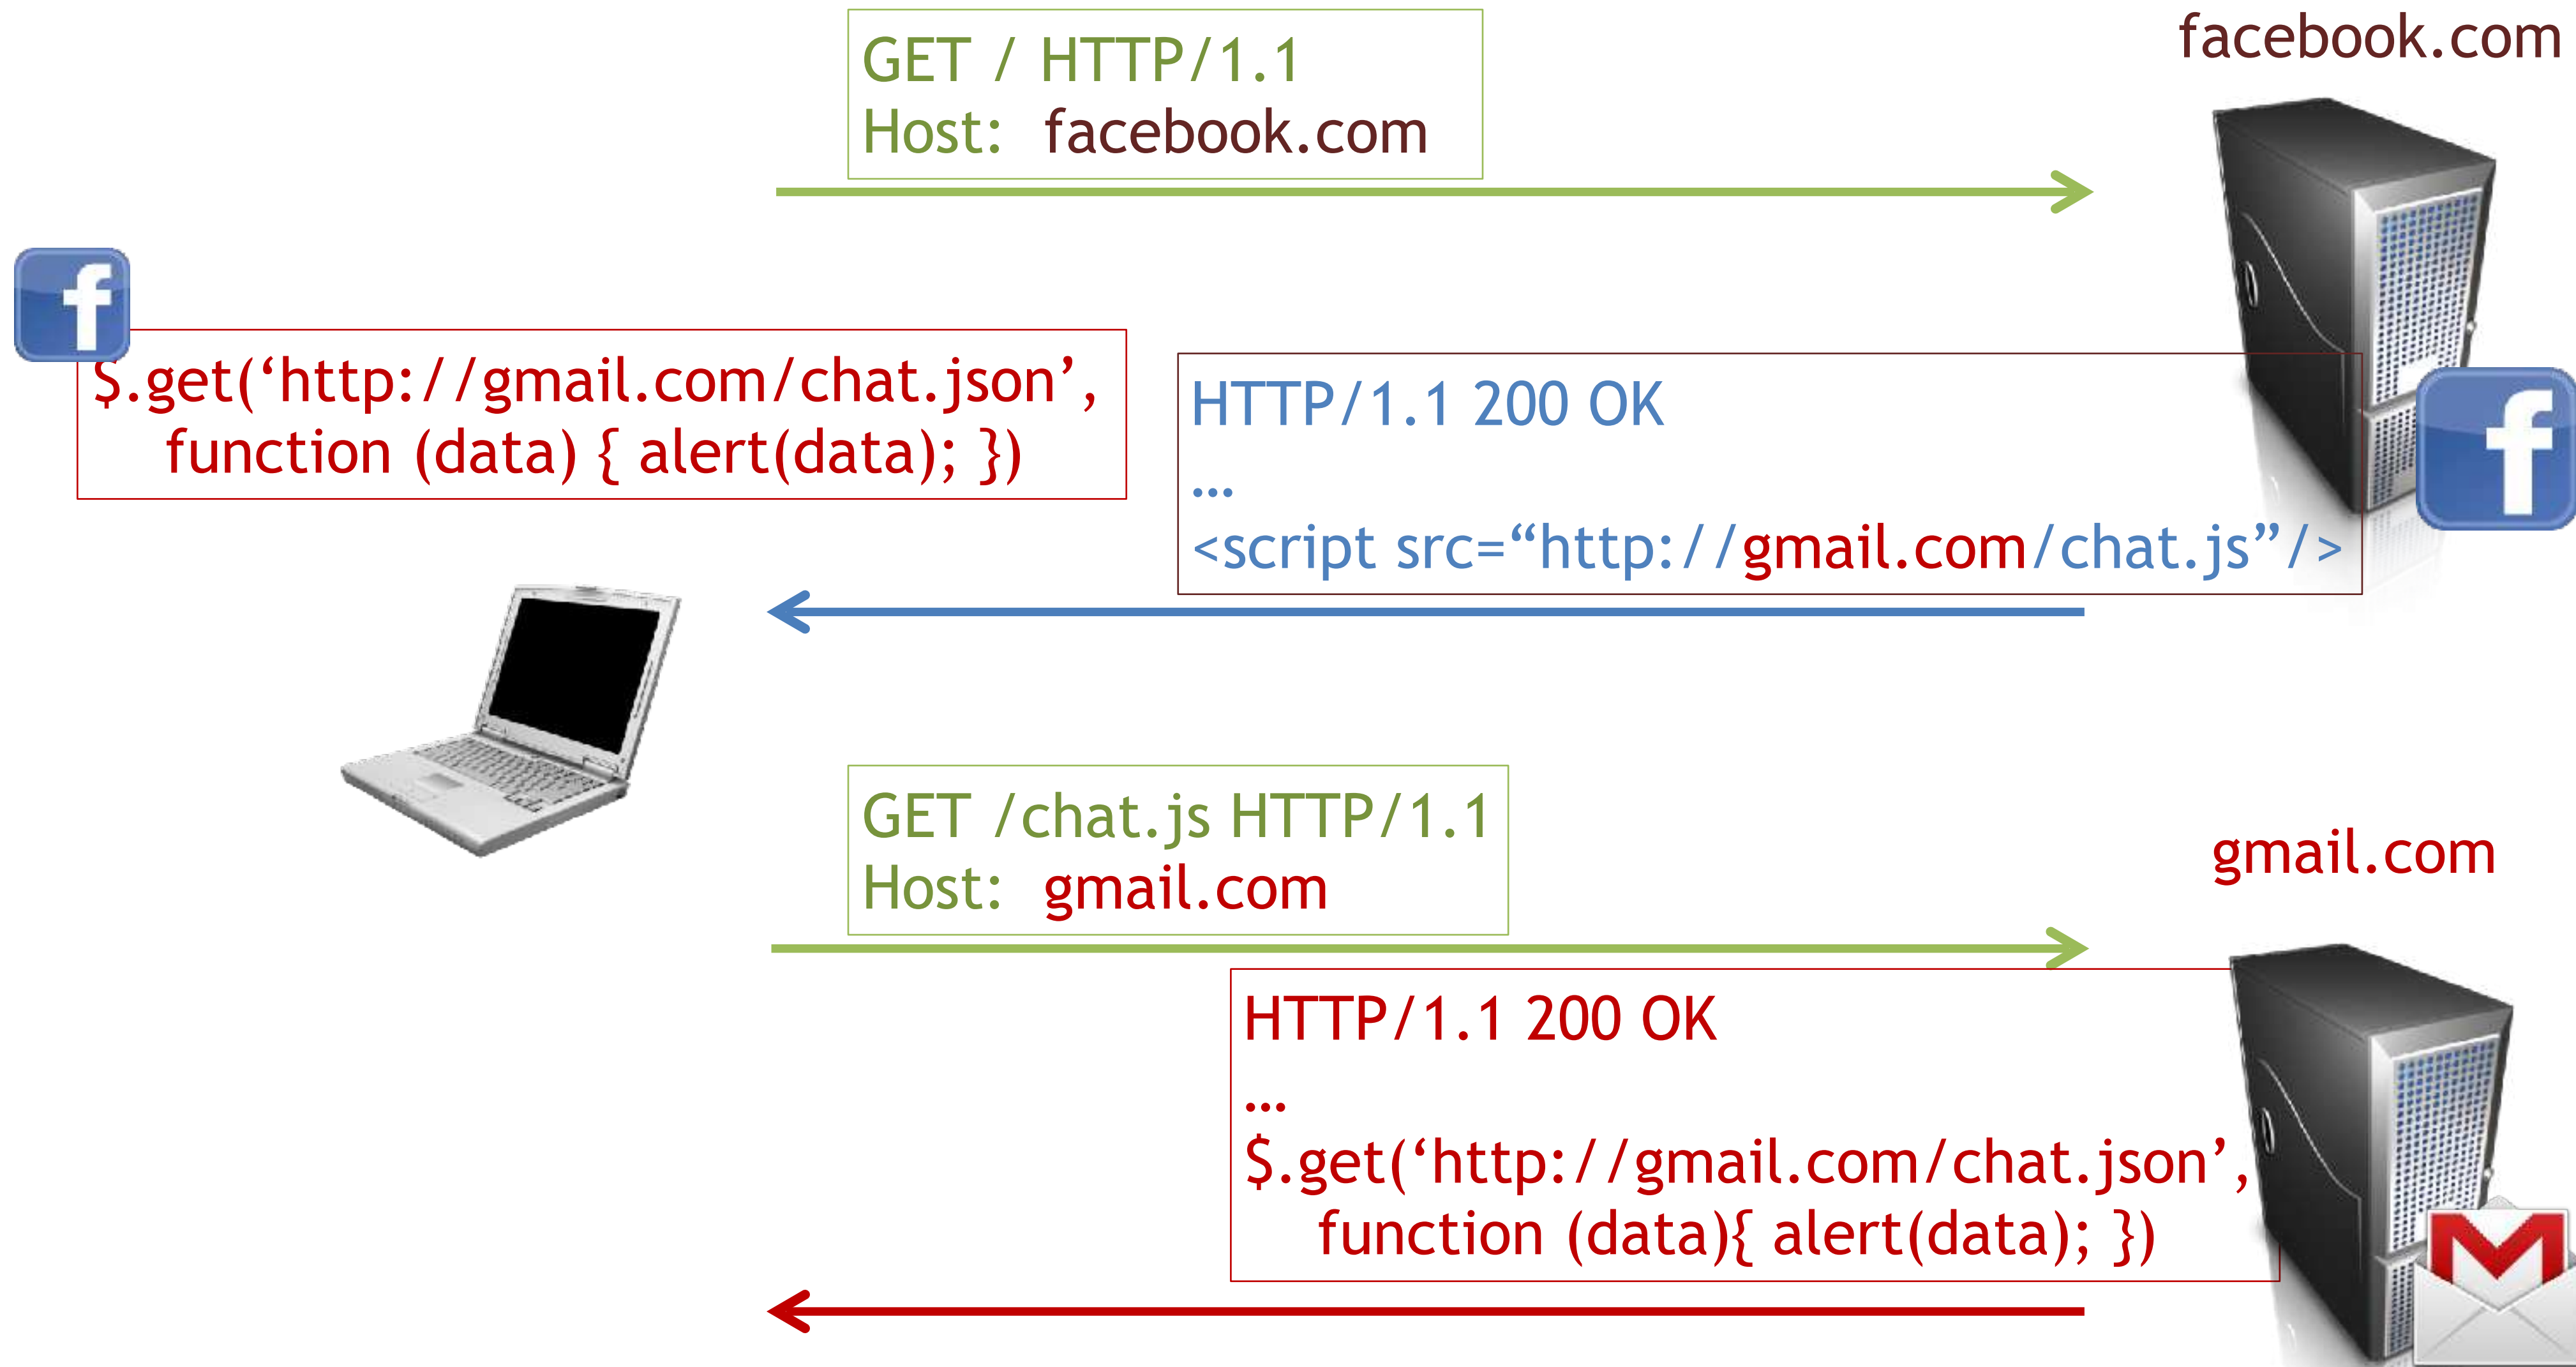 GET / HTTP/1.1
Host: facebook.com
facebook.com
f
$.get(‘http://gmail.com/chat.json’,
function (data) { alert(data); })
HTTP/1.1 200 OK
…
<script src=“http://gmail.com/chat.js”/>
f
GET /chat.js HTTP/1.1
Host: gmail.com
gmail.com
HTTP/1.1 200 OK
…
$.get(‘http://gmail.com/chat.json’,
function (data){ alert(data); })
M